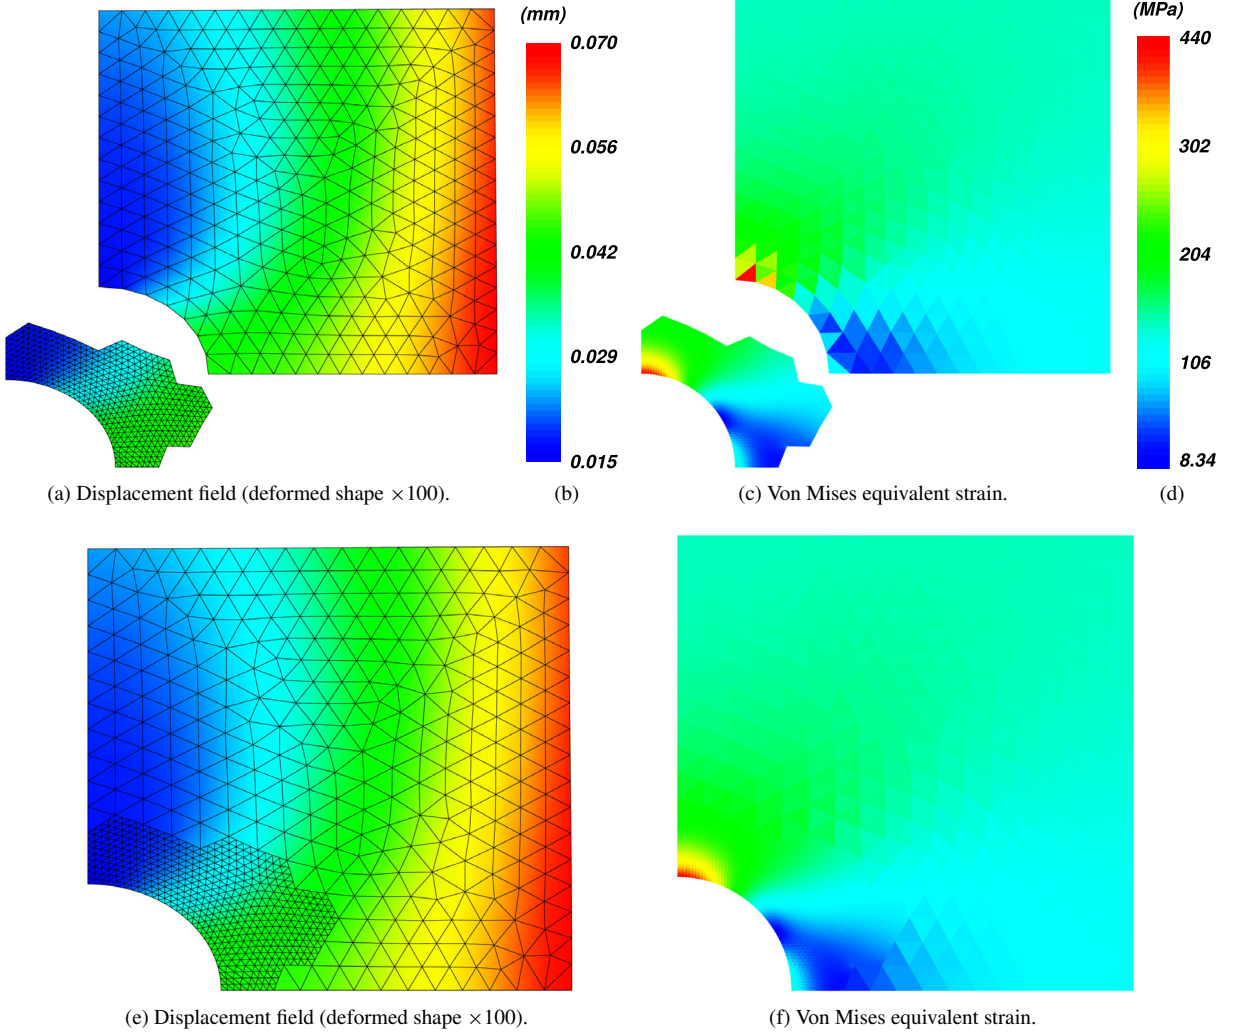 (mm)
0.070
0.056
0.042
0.029
0.015
(MPa)
440
302
204
106
8.34
(a) Displacement field (deformed shape ×100).
(b)
(c) Von Mises equivalent strain.
(d)
(e) Displacement field (deformed shape ×100).
(f) Von Mises equivalent strain.